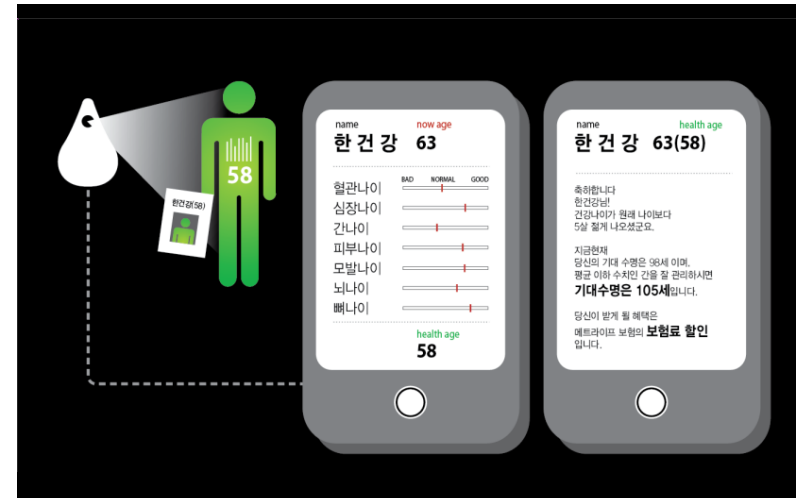 58
한건강(58)
name now age
한 건 강 63
BAD NORMAL GOOD
혈관나이
심장나이
간나이
피부나이
모발나이
뇌나이
뼈나이
health age
58
name health age
한 건 강 63(58)
축하합니다
한건강님!
건강나이가 원래 나이보다
5살 젊게 나오셨군요.
지금현재
당신의 기대 수명은 98세 이며,
평균 이하 수치인 간을 잘 관리하시면
기대수명은 105세입니다.
당신이 받게 될 혜택은
메트라이프 보험의 보험료 할인
입니다.